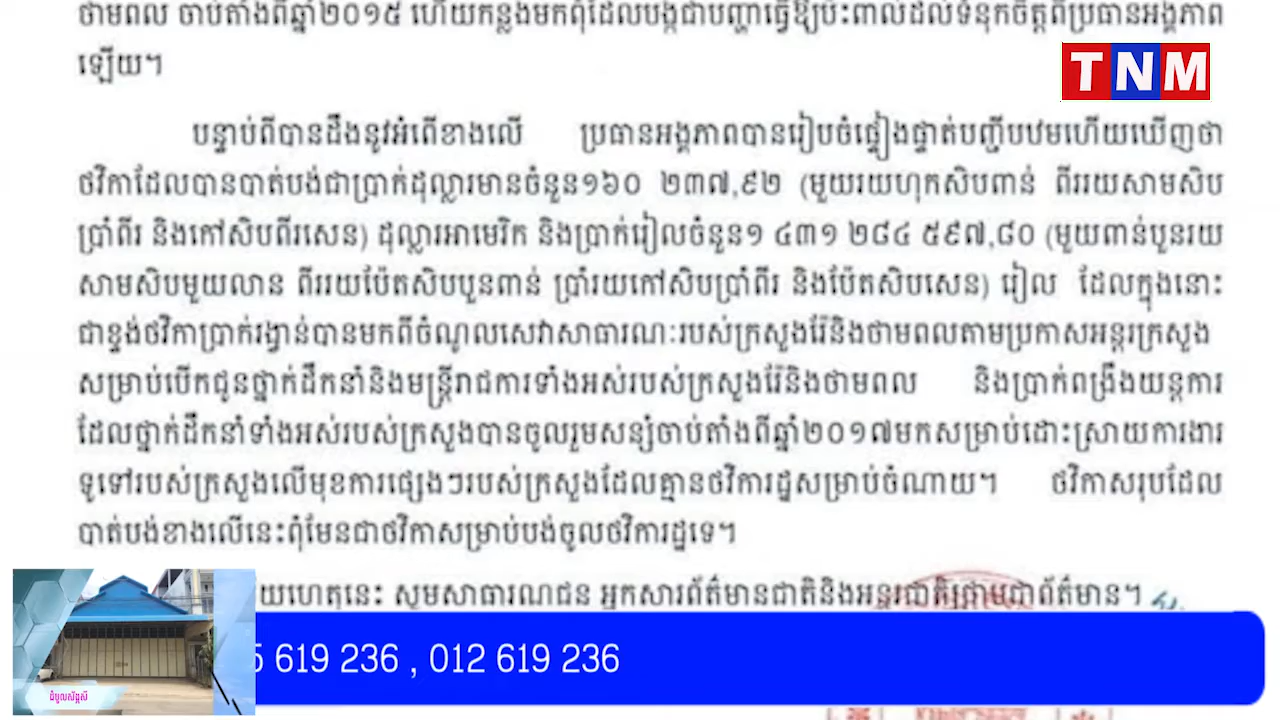 ថាមពល ចាប់តាំងពីឆ្នាំ២០១៥ ហើយកន្លងមកពុំដែលបង្កជាបញ្ហាធ្វើឱ្យប៉ះពាល់ដល់ទំនុកចិត្តពីប្រធានអង្គភាព
ឡើយ។
TNM
បន្ទាប់ពីបានដឹងនូវអំពើខាងលើ ប្រធានអង្គភាពបានរៀបចំផ្ទៀងផ្ទាត់បញ្ជីបឋមហើយឃើញថា
ថវិកាដែលបានបាត់បង់ជាប្រាក់ដុល្លារមានចំនួន១៦០ ២៣៧,៩២ (មួយរយហុកសិបពាន់ ពីររយសាមសិប
ប្រាំពីរ និងកៅសិបពីរសេន) ដុល្លារអាមេរិក និងប្រាក់រៀលចំនួន១ ៤៣១ ២៨៤ ៥៩៧,៨០ (មួយពាន់បួនរយ
សាមសិបមួយលាន ពីររយប៉ែតសិបបួនពាន់ ប្រាំរយកៅសិបប្រាំពីរ និងប៉ែតសិបសេន) រៀល ដែលក្នុងនោះ
ជាខ្ទង់ថវិកាប្រាក់រង្វាន់បានមកពីចំណូលសេវាសាធារណៈរបស់ក្រសួងរ៉ែនិងថាមពលតាមប្រកាសអន្តរក្រសួង
សម្រាប់បើកជូនថ្នាក់ដឹកនាំនិងមន្ត្រីរាជការទាំងអស់របស់ក្រសួងរ៉ែនិងថាមពល និងប្រាក់ពង្រឹងយន្តការ
ដែលថ្នាក់ដឹកនាំទាំងអស់របស់ក្រសួងបានចូលរួមសន្សំចាប់តាំងពីឆ្នាំ២០១៧មកសម្រាប់ដោះស្រាយការងារ
ទូទៅរបស់ក្រសួងលើមុខការផ្សេងៗរបស់ក្រសួងដែលគ្មានថវិការដ្ឋសម្រាប់ចំណាយ។ ថវិកាសរុបដែល
បាត់បង់ខាងលើនេះពុំមែនជាថវិកាសម្រាប់បង់ចូលថវិការដ្ឋទេ។
យហេតុនេះ សូមសាធារណជន អ្នកសារព័ត៌មានជាតិនិងអន្តរជាតិជ្រាបជាព័ត៌មាន។
5 619 236 , 012 619 236
ដំបូលស័ង្កសី